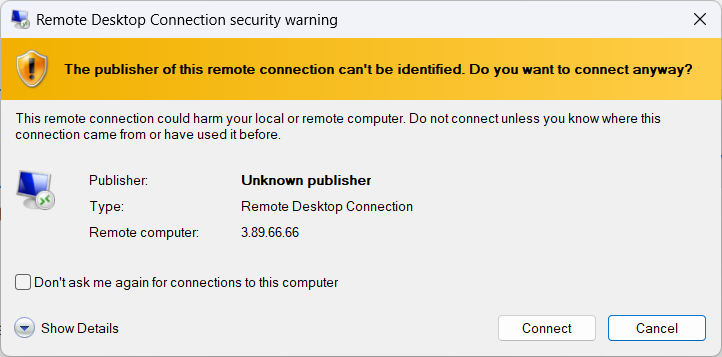 Remote Desktop Connection security warning
The publisher of this remote connection can't be identified. Do you want to connect anyway?
This remote connection could harm your local or remote computer. Do not connect unless you know where this
connection came from or have used it before.
Publisher: Unknown publisher
Type: Remote Desktop Connection
Remote computer: 3.89.66.66
Don't ask me again for connections to this computer
Show Details Connect Cancel